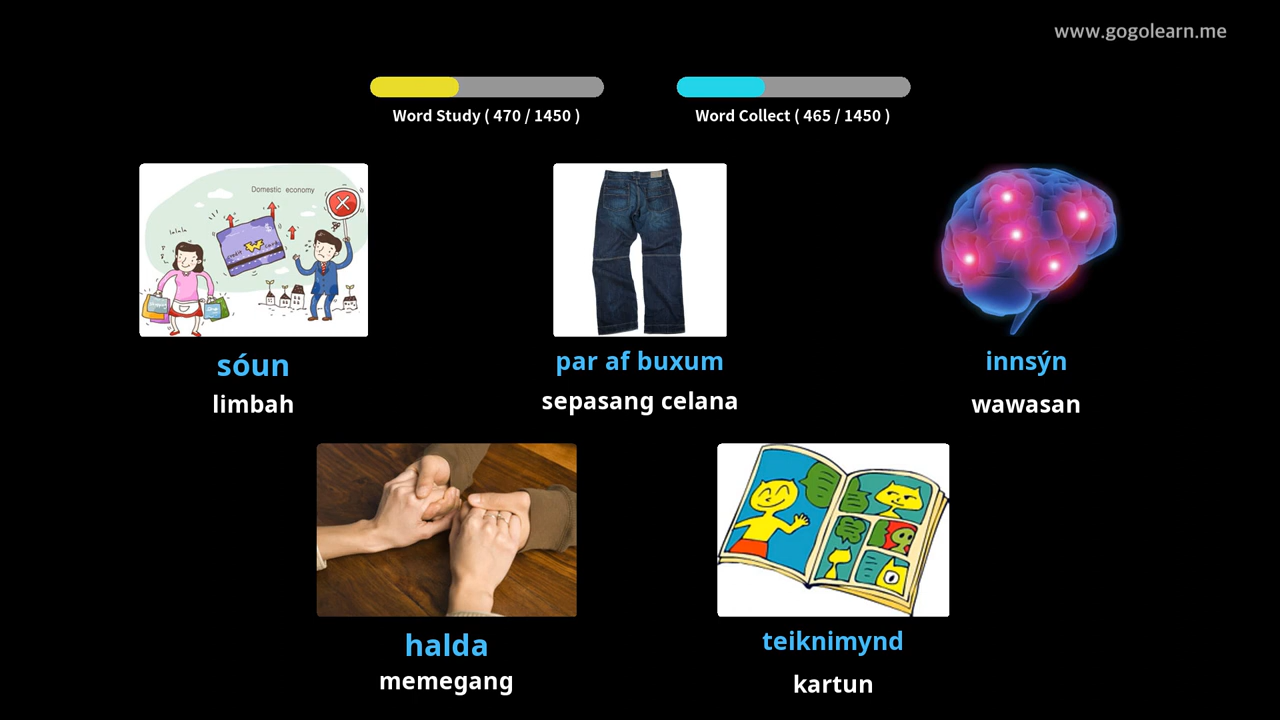 www.gogolearn.me
Word Study ( 470 / 1450 )
Word Collect ( 465 / 1450 )
Domestic economy
lalala
sóun
limbah
par af buxum
sepasang celana
innsýn
wawasan
halda
memegang
teiknimynd
kartun